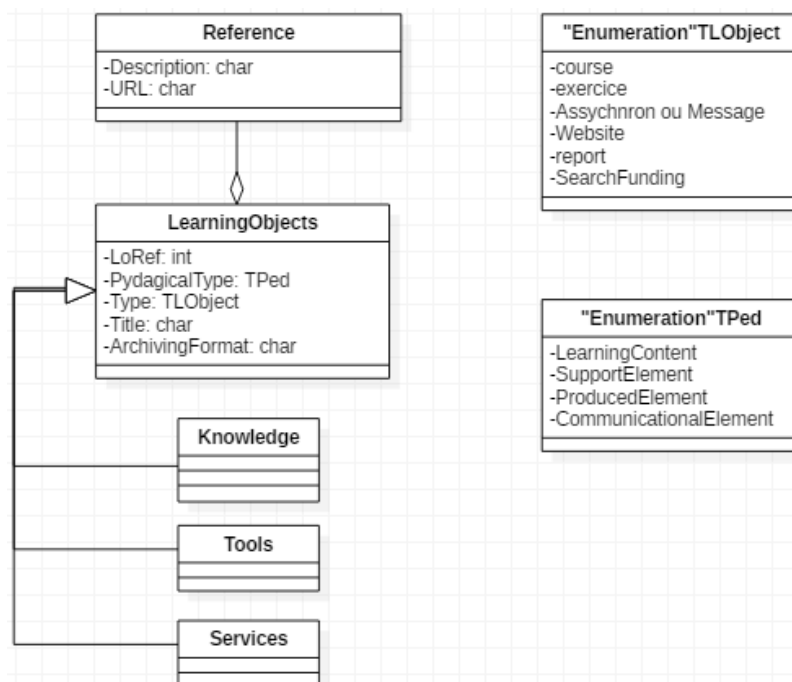 Reference
-Description: char
-URL: char
LearningObjects
-LoRef: int
-PydagicalType: TPed
-Type: TLObject
-Title: char
-ArchivingFormat: char
Knowledge
Tools
Services
"Enumeration"TLObject
-course
-exercice
-Assychnron ou Message
-Website
-report
-SearchFunding
"Enumeration"TPed
-LearningContent
-SupportElement
-ProducedElement
-CommunicationalElement